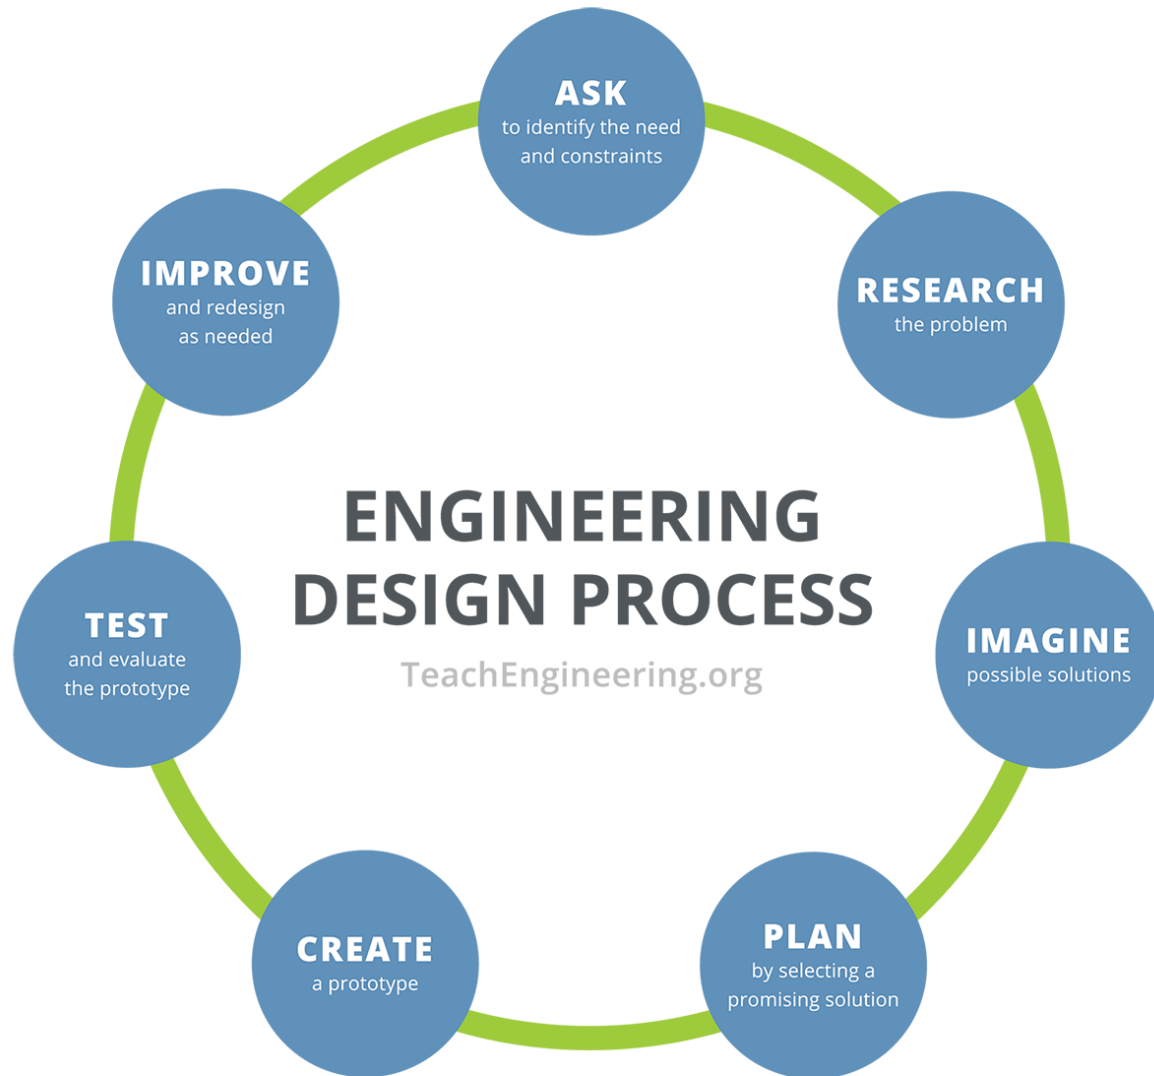 ASK
to identify the need
and constraints
RESEARCH
the problem
IMAGINE
possible solutions
PLAN
by selecting a
promising solution
CREATE
a prototype
TEST
and evaluate
the prototype
IMPROVE
and redesign
as needed
ENGINEERING
DESIGN PROCESS
TeachEngineering.org